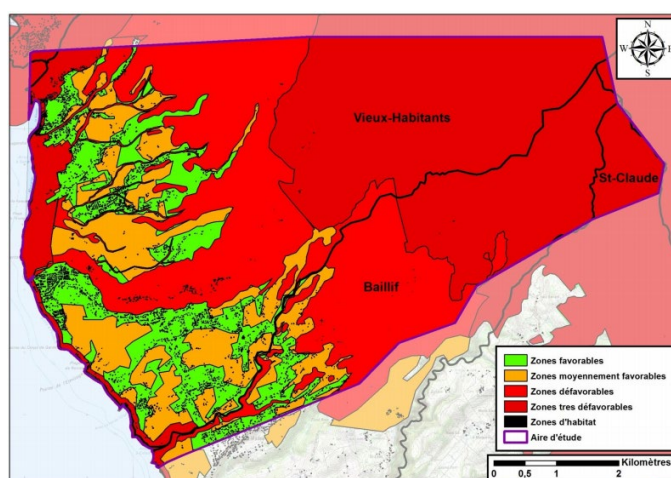 N
W
E
S
Vieux-Habitants
St-Claude
Baillif
Zones favorables
Zones moyennement favorables
Zones défavorables
Zones tres défavorables
Zones d'habitat
Aire d'étude
Kilomètres
0 0,5 1 2